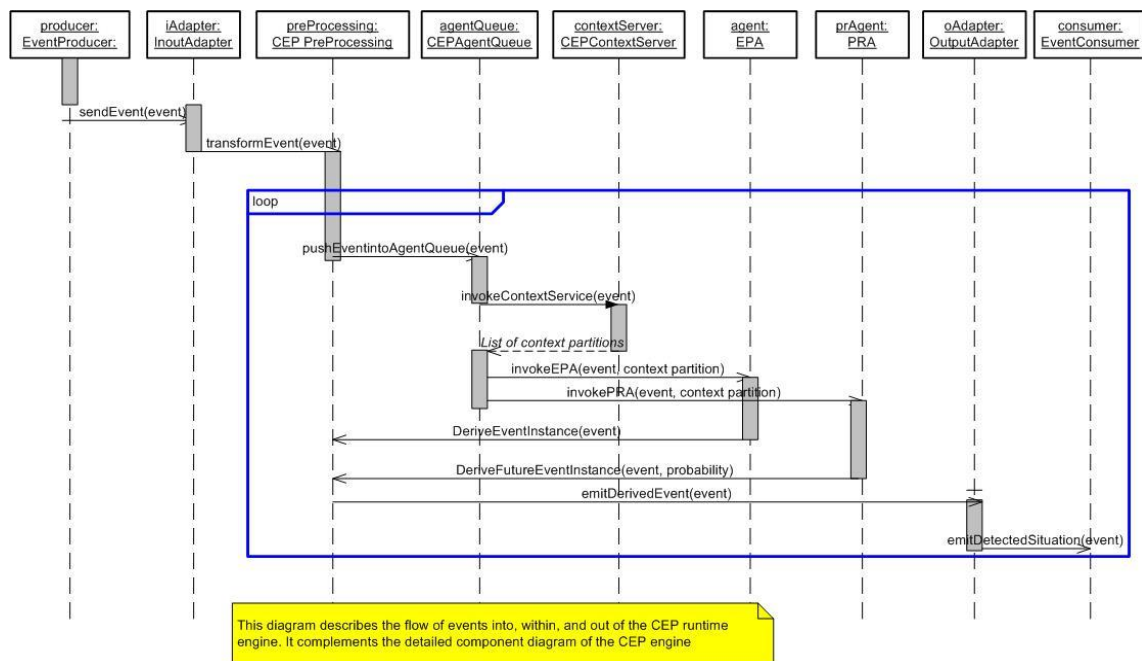 producer:
EventProducer:
iAdapter:
InoutAdapter
preProcessing:
CEP PreProcessing
agentQueue:
CEPAgentQueue
contextServer:
CEPContextServer
agent:
EPA
prAgent:
PRA
oAdapter:
OutputAdapter
consumer:
EventConsumer
sendEvent(event)
transformEvent(event)
loop
pushEventintoAgentQueue(event)
invokeContextService(event)
List of context partitions
invokeEPA(event, context partition)
invokePRA(event, context partition)
DeriveEventInstance(event)
DeriveFutureEventInstance(event, probability)
emitDerivedEvent(event)
emitDetectedSituation(event)
This diagram describes the flow of events into, within, and out of the CEP runtime
engine. It complements the detailed component diagram of the CEP engine